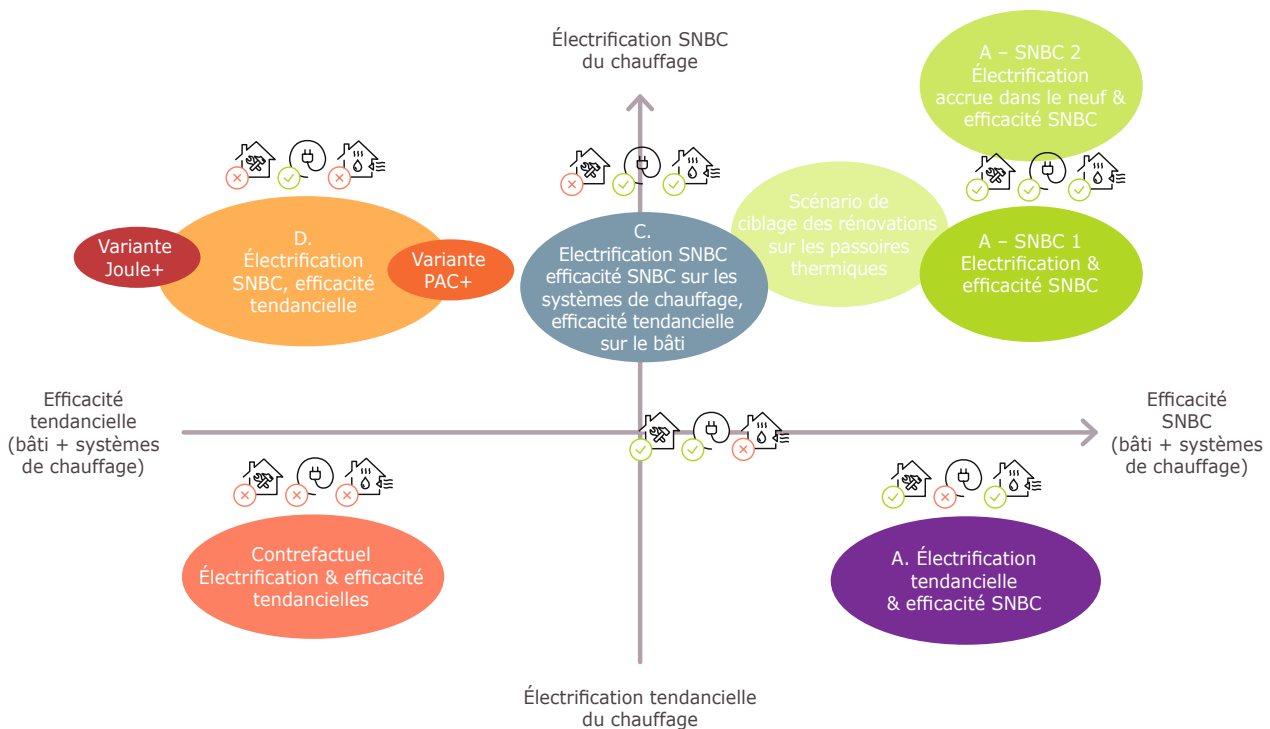 Électrification SNBC
du chauffage
A – SNBC 2
Électrification
accrue dans le neuf &
efficacité SNBC
Variante
Joule+
D.
Électrification
SNBC, efficacité
tendancielle
Variante
PAC+
C.
Electrification SNBC
efficacité SNBC sur les
systèmes de chauffage,
efficacité tendancielle
sur le bâti
Scénario de
ciblage des rénovations
sur les passoires
thermiques
A – SNBC 1
Electrification &
efficacité SNBC
Efficacité
tendancielle
(bâti + systèmes
de chauffage)
Efficacité
SNBC
(bâti + systèmes
de chauffage)
Contrefactuel
Électrification & efficacité
tendancielles
A. Électrification
tendancielle
& efficacité SNBC
Électrification tendancielle
du chauffage